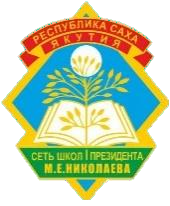 РЕСПУБЛИКА САХА
ЯКУТИЯ
СЕТЬ ШКОЛ ПРЕЗИДЕНТА
М.Е.НИКОЛАЕВА